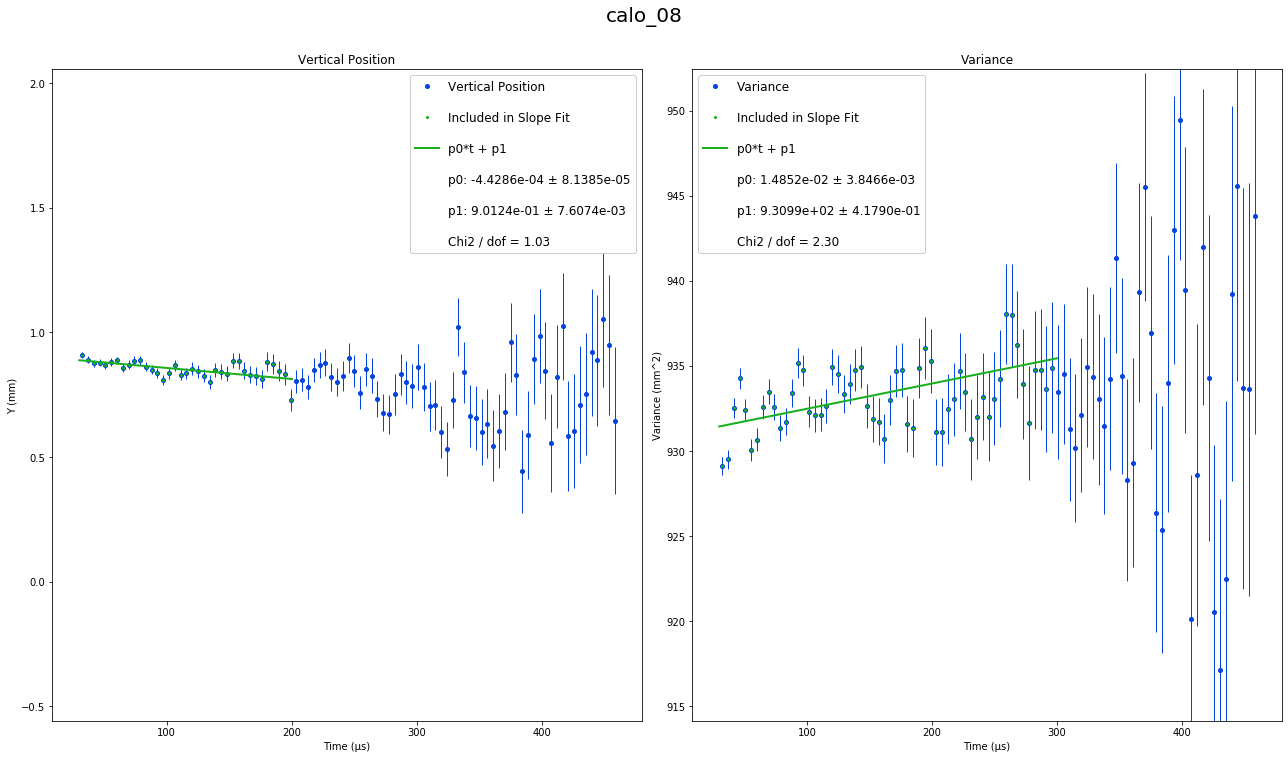 calo_08
Vertical Position
Vertical Position
Included in Slope Fit
p0*t + p1
p0: -4.4286e-04 ± 8.1385e-05
p1: 9.0124e-01 ± 7.6074e-03
Chi2 / dof = 1.03
2.0
1.5
1.0
0.5
0.0
−0.5
Y (mm)
100
200
300
400
Time (μs)
Variance
Variance
Included in Slope Fit
p0*t + p1
p0: 1.4852e-02 ± 3.8466e-03
p1: 9.3099e+02 ± 4.1790e-01
Chi2 / dof = 2.30
950
945
940
935
930
925
920
915
Variance (mm^2)
100
200
300
400
Time (μs)